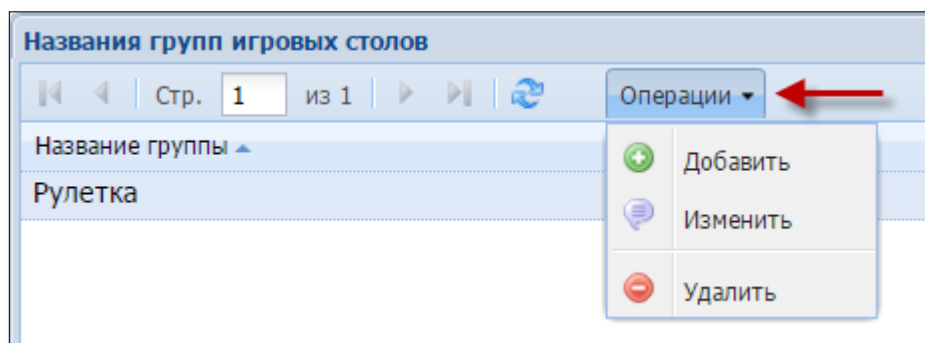 Названия групп игровых столов
Стр. 1 из 1 Операции
Название группы
Рулетка
Добавить
Изменить
Удалить